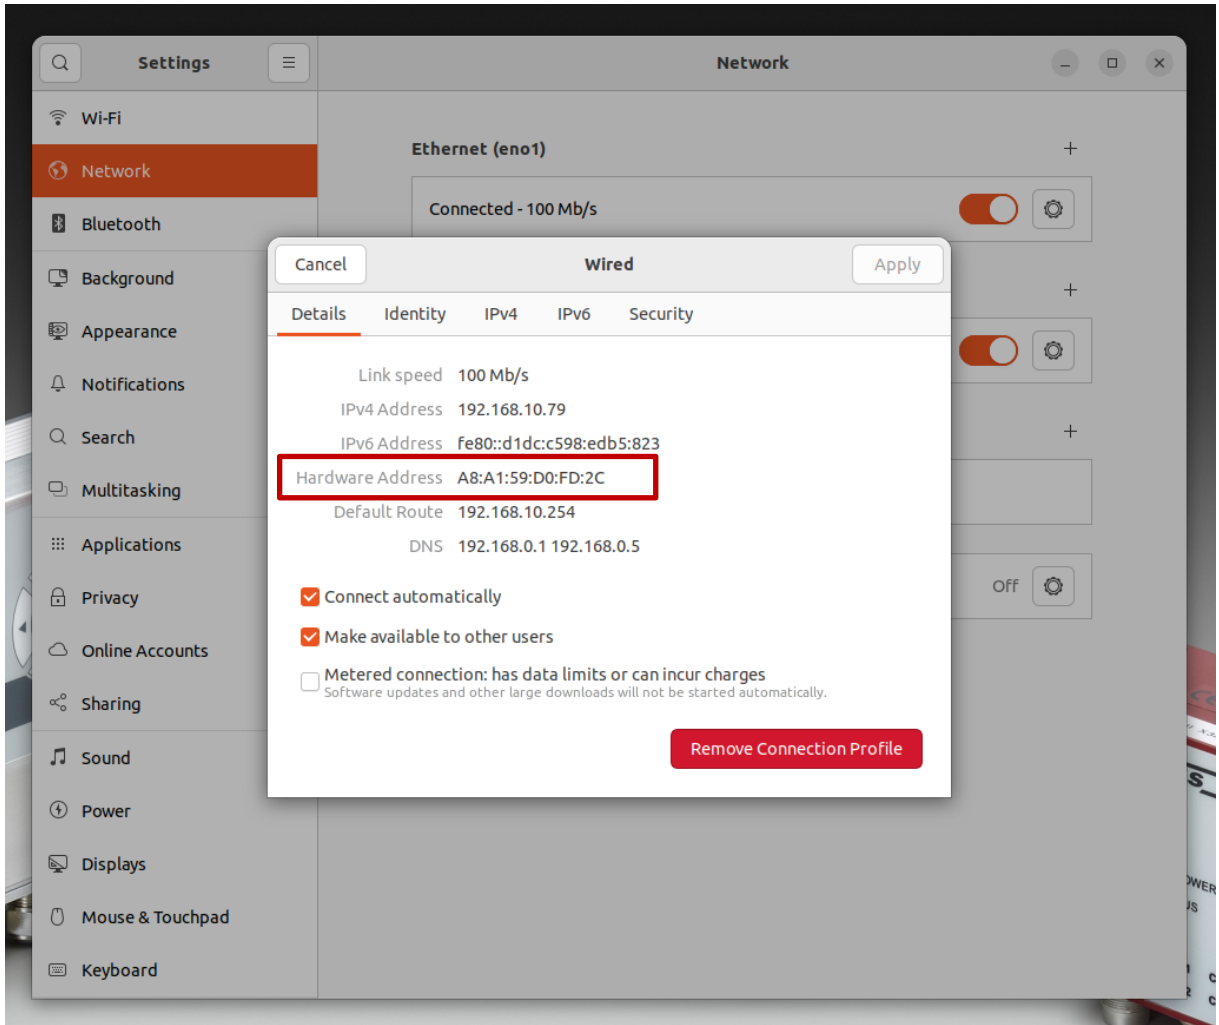 Settings
Network
Wi-Fi
Network
Bluetooth
Background
Appearance
Notifications
Search
Multitasking
Applications
Privacy
Online Accounts
Sharing
Sound
Power
Displays
Mouse & Touchpad
Keyboard
Ethernet (eno1)
Connected - 100 Mb/s
Off
Cancel
Wired
Apply
Details Identity IPv4 IPv6 Security
Link speed 100 Mb/s
IPv4 Address 192.168.10.79
IPv6 Address fe80::d1dc:c598:edb5:823
Hardware Address A8:A1:59:D0:FD:2C
Default Route 192.168.10.254
DNS 192.168.0.1 192.168.0.5
Connect automatically
Make available to other users
Metered connection: has data limits or can incur charges
Software updates and other large downloads will not be started automatically.
Remove Connection Profile